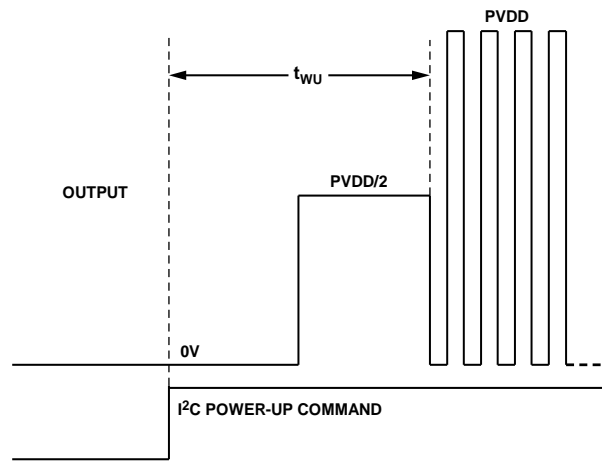 PVDD
tWU
PVDD/2
OUTPUT
0V
I²C POWER-UP COMMAND